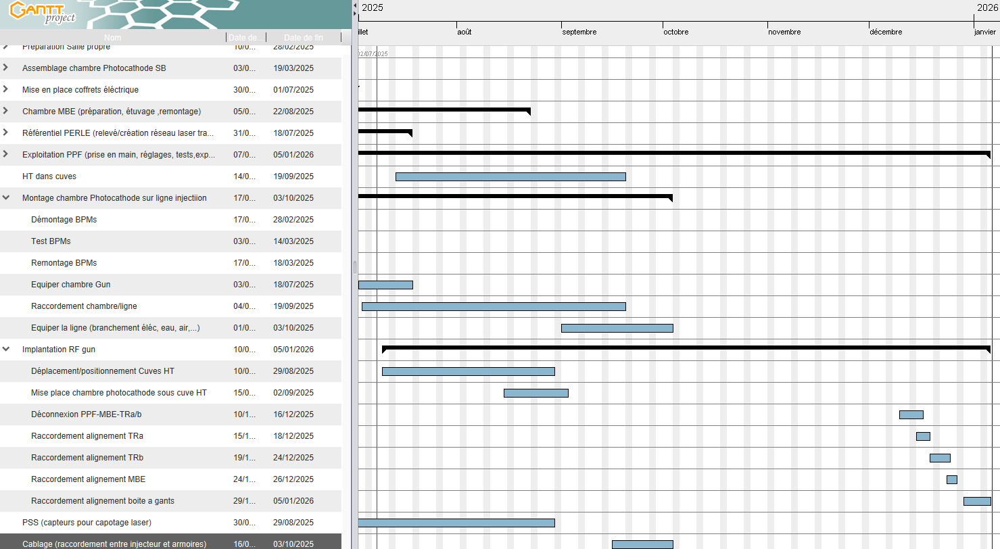 GANTT project
2025 2026
illet août septembre octobre novembre décembre janvier
Nom Date de... Date de fin
02/07/2025
Préparation Salle propre 10/0... 28/02/2025
Assemblage chambre Photocathode SB 03/0... 19/03/2025
Mise en place coffrets éléctrique 30/0... 01/07/2025
Chambre MBE (préparation, étuvage ,remontage) 05/0... 22/08/2025
Référentiel PERLE (relevé/création réseau laser tra... 31/0... 18/07/2025
Exploitation PPF (prise en main, réglages, tests,exp... 07/0... 05/01/2026
HT dans cuves 14/0... 19/09/2025
Montage chambre Photocathode sur ligne injectiion 17/0... 03/10/2025
Démontage BPMs 17/0... 28/02/2025
Test BPMs 03/0... 14/03/2025
Remontage BPMs 17/0... 18/03/2025
Equiper chambre Gun 03/0... 18/07/2025
Raccordement chambre/ligne 04/0... 19/09/2025
Equiper la ligne (branchement éléc, eau, air,...) 01/0... 03/10/2025
Implantation RF gun 10/0... 05/01/2026
Déplacement/positionnement Cuves HT 10/0... 29/08/2025
Mise place chambre photocathode sous cuve HT 15/0... 02/09/2025
Déconnexion PPF-MBE-TRa/b 10/1... 16/12/2025
Raccordement alignement TRa 15/1... 18/12/2025
Raccordement alignement TRb 19/1... 24/12/2025
Raccordement alignement MBE 24/1... 26/12/2025
Raccordement alignement boite a gants 29/1... 05/01/2026
PSS (capteurs pour capotage laser) 30/0... 29/08/2025
Cablage (raccordement entre injecteur et armoires) 16/0... 03/10/2025